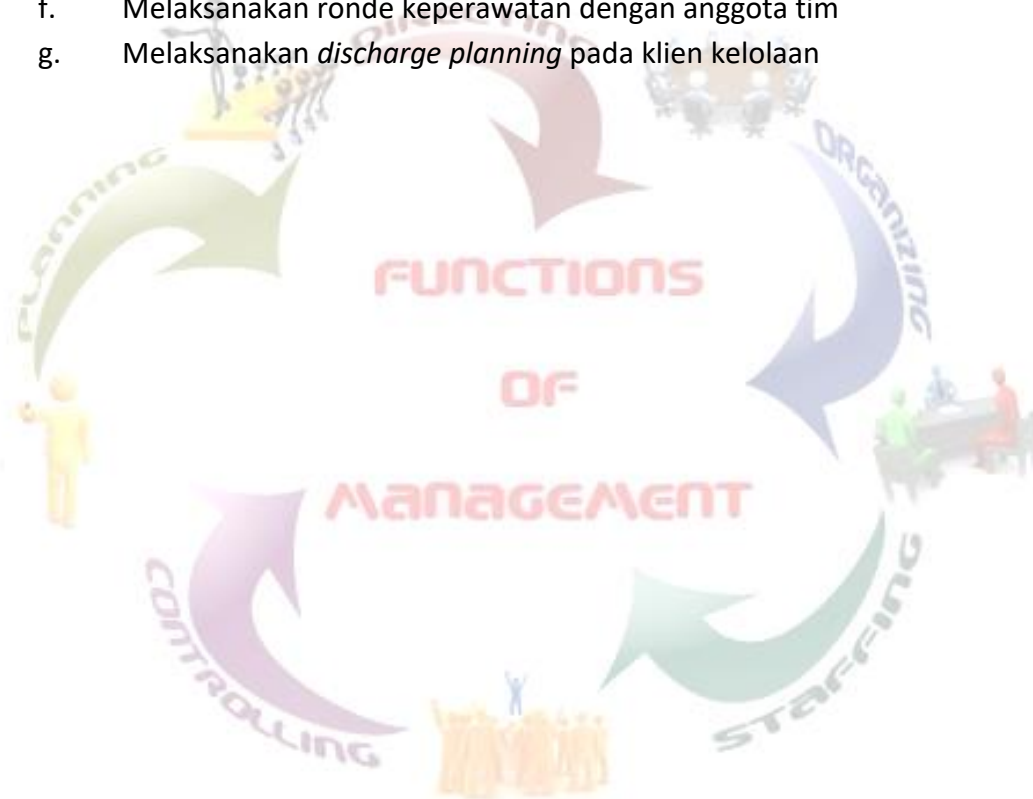 f. Melaksanakan ronde keperawatan dengan anggota tim
g. Melaksanakan discharge planning pada klien kelolaan
DIRECTING
PLANNING
ORGANIZING
FUNCTIONS
OF
MANAGEMENT
CONTROLLING
STAFFING